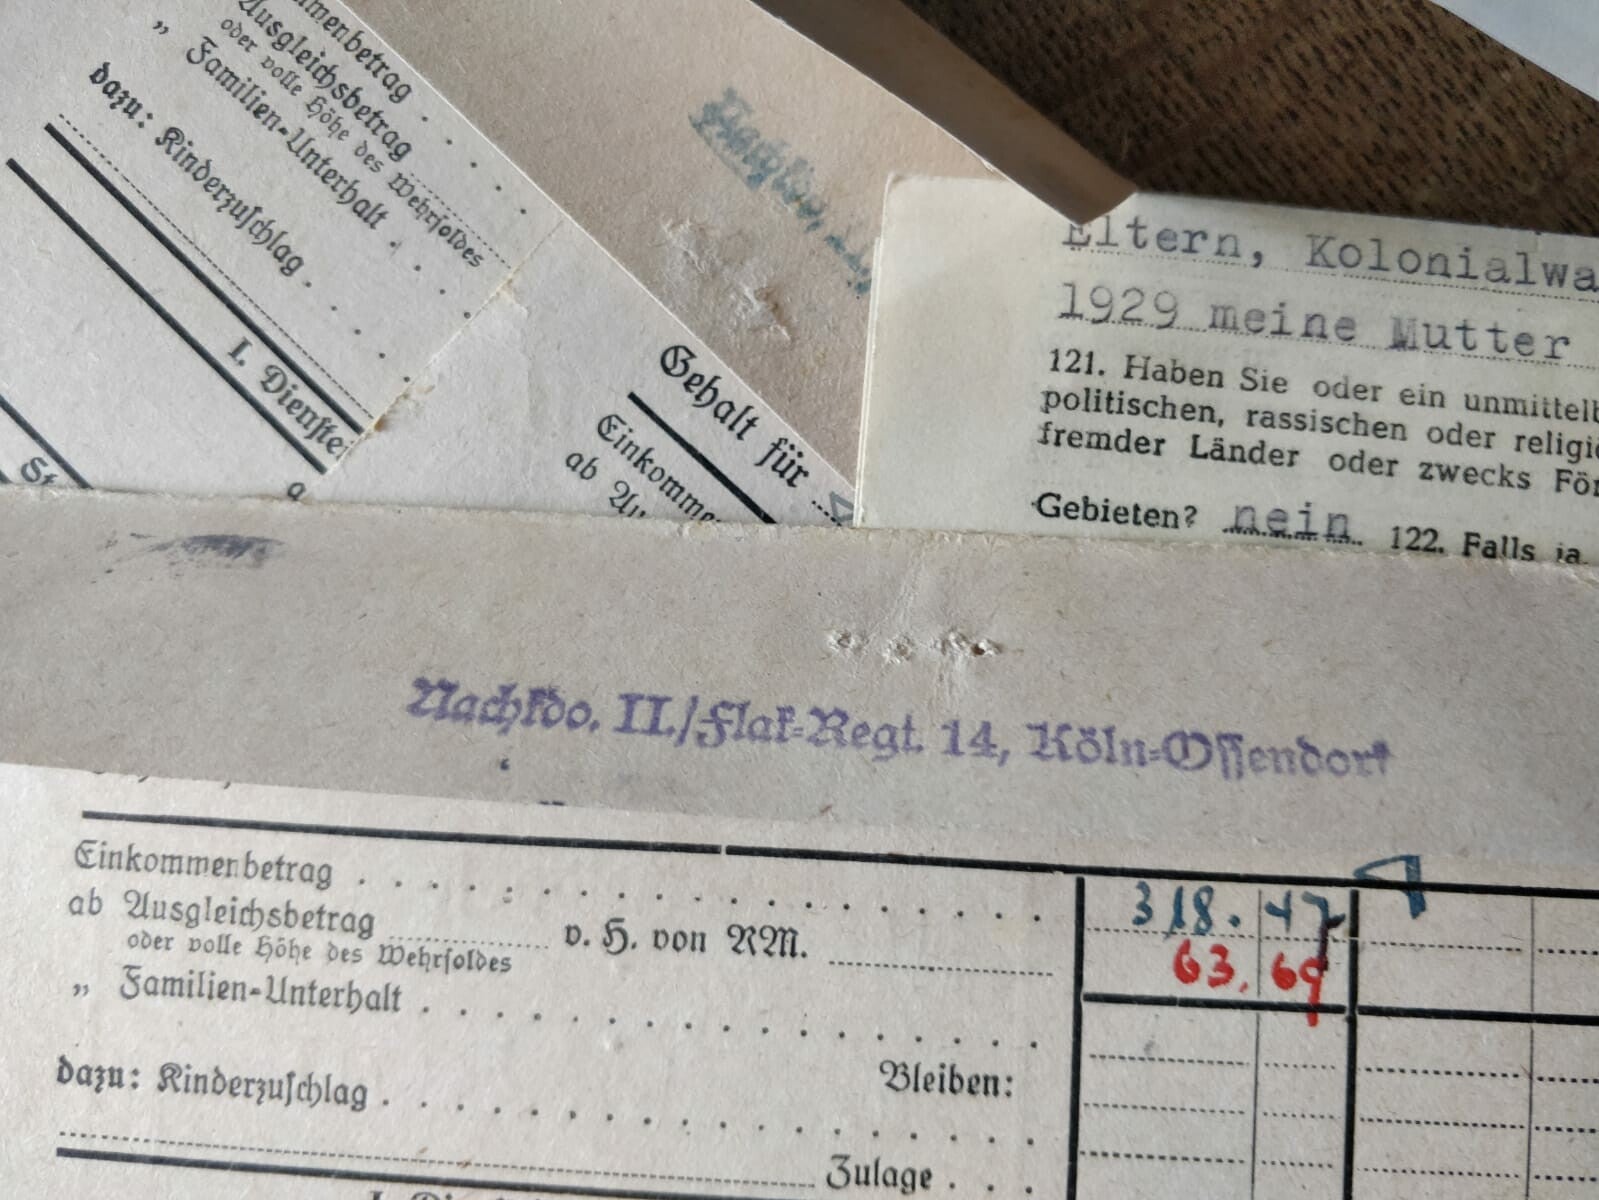 Ausgleichsbetrag
oder volle Höhe des Wehrsoldes
„ Familien-Unterhalt
dazu: Kinderzuschlag
I. Dienst
Gehalt für
ab
Eltern, Kolonialwa
1929 meine Mutter
121. Haben Sie oder ein unmittelb
politischen, rassischen oder religi
fremder Länder oder zwecks För
Gebieten? nein 122. Falls ja
Nachkdo. II./Flak-Regt. 14, Köln-Ossendorf
Einkommenbetrag 318. 47
ab Ausgleichsbetrag v. H. von RM. 63. 69
oder volle Höhe des Wehrsoldes
„ Familien-Unterhalt
Bleiben:
dazu: Kinderzuschlag
Zulage